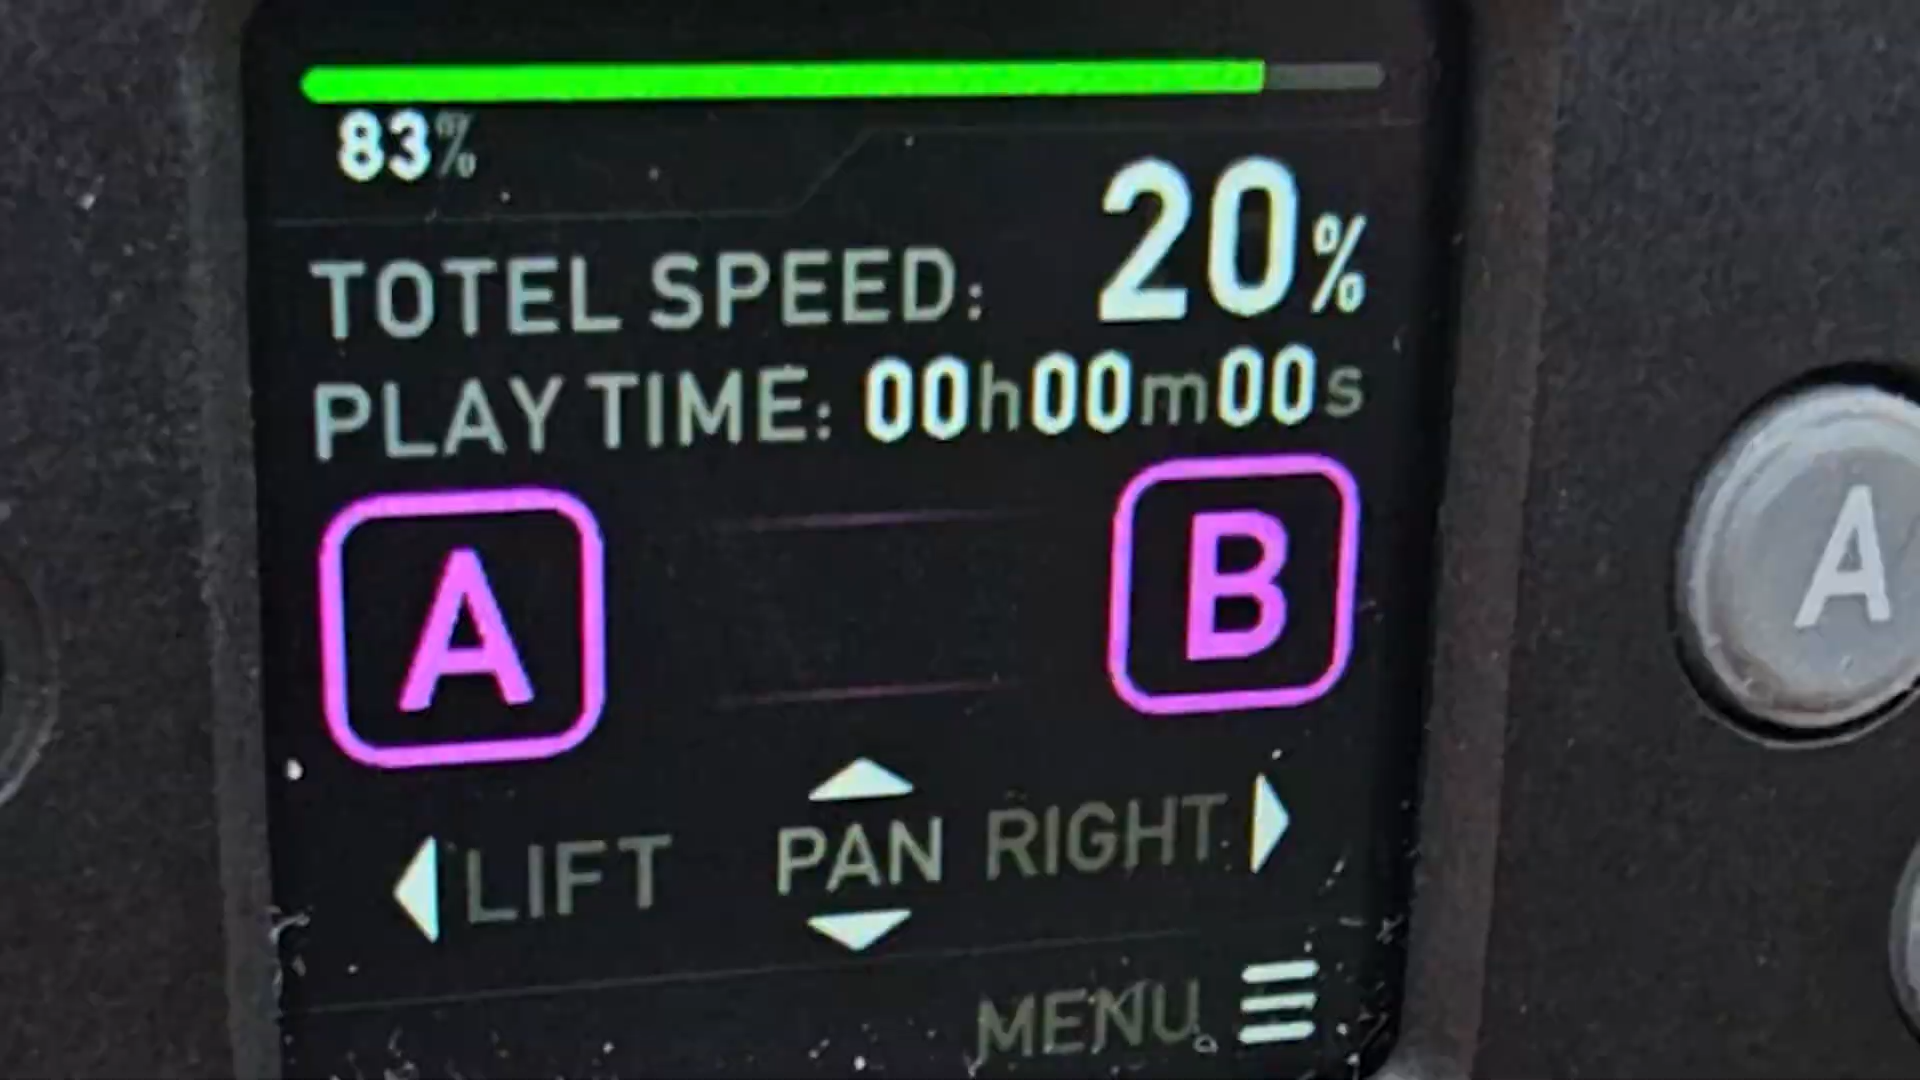 83%
TOTEL SPEED: 20%
PLAY TIME: 00h00m00s
A B
A
LIFT PAN RIGHT
MENU